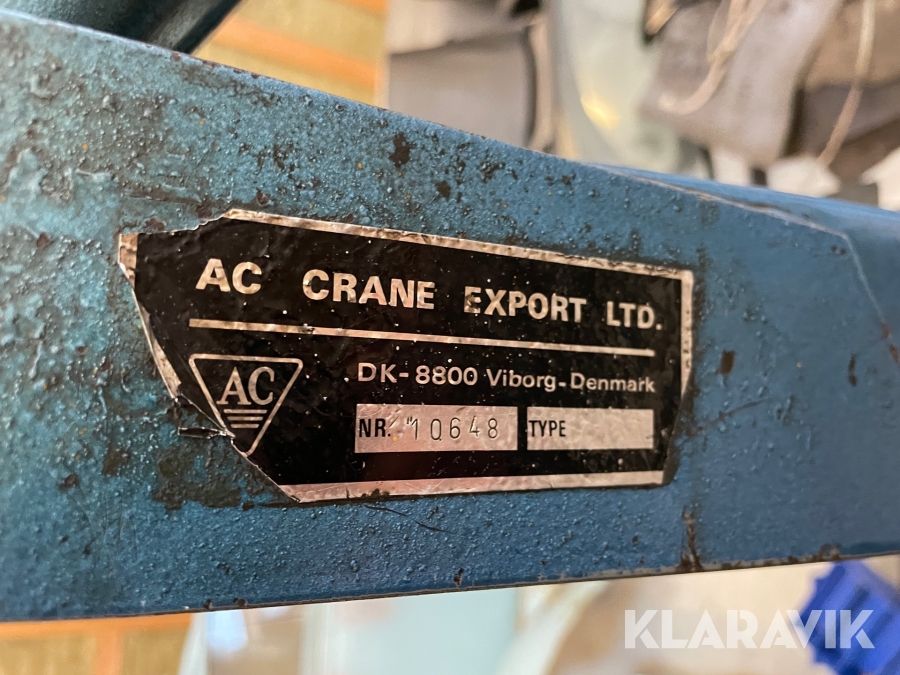 AC CRANE EXPORT LTD.
AC
DK-8800 Viborg-Denmark
NR. 10648 TYPE
KLARAVIK